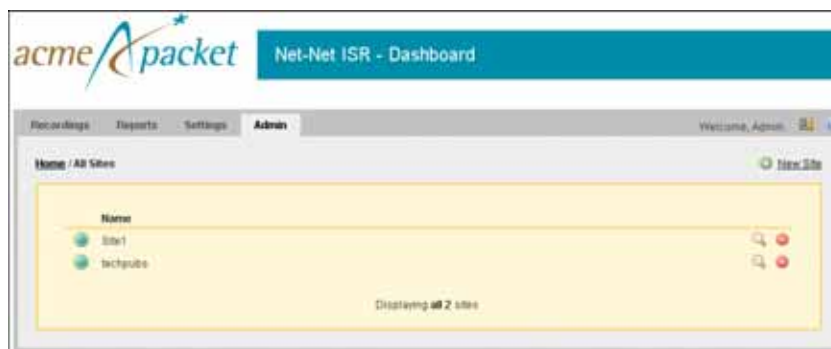 acme packet
Net-Net ISR - Dashboard
Recordings Reports Settings Admin
Welcome, Admin.
Home / All Sites
New Site
Name
Site1
techpubs
Displaying all 2 sites